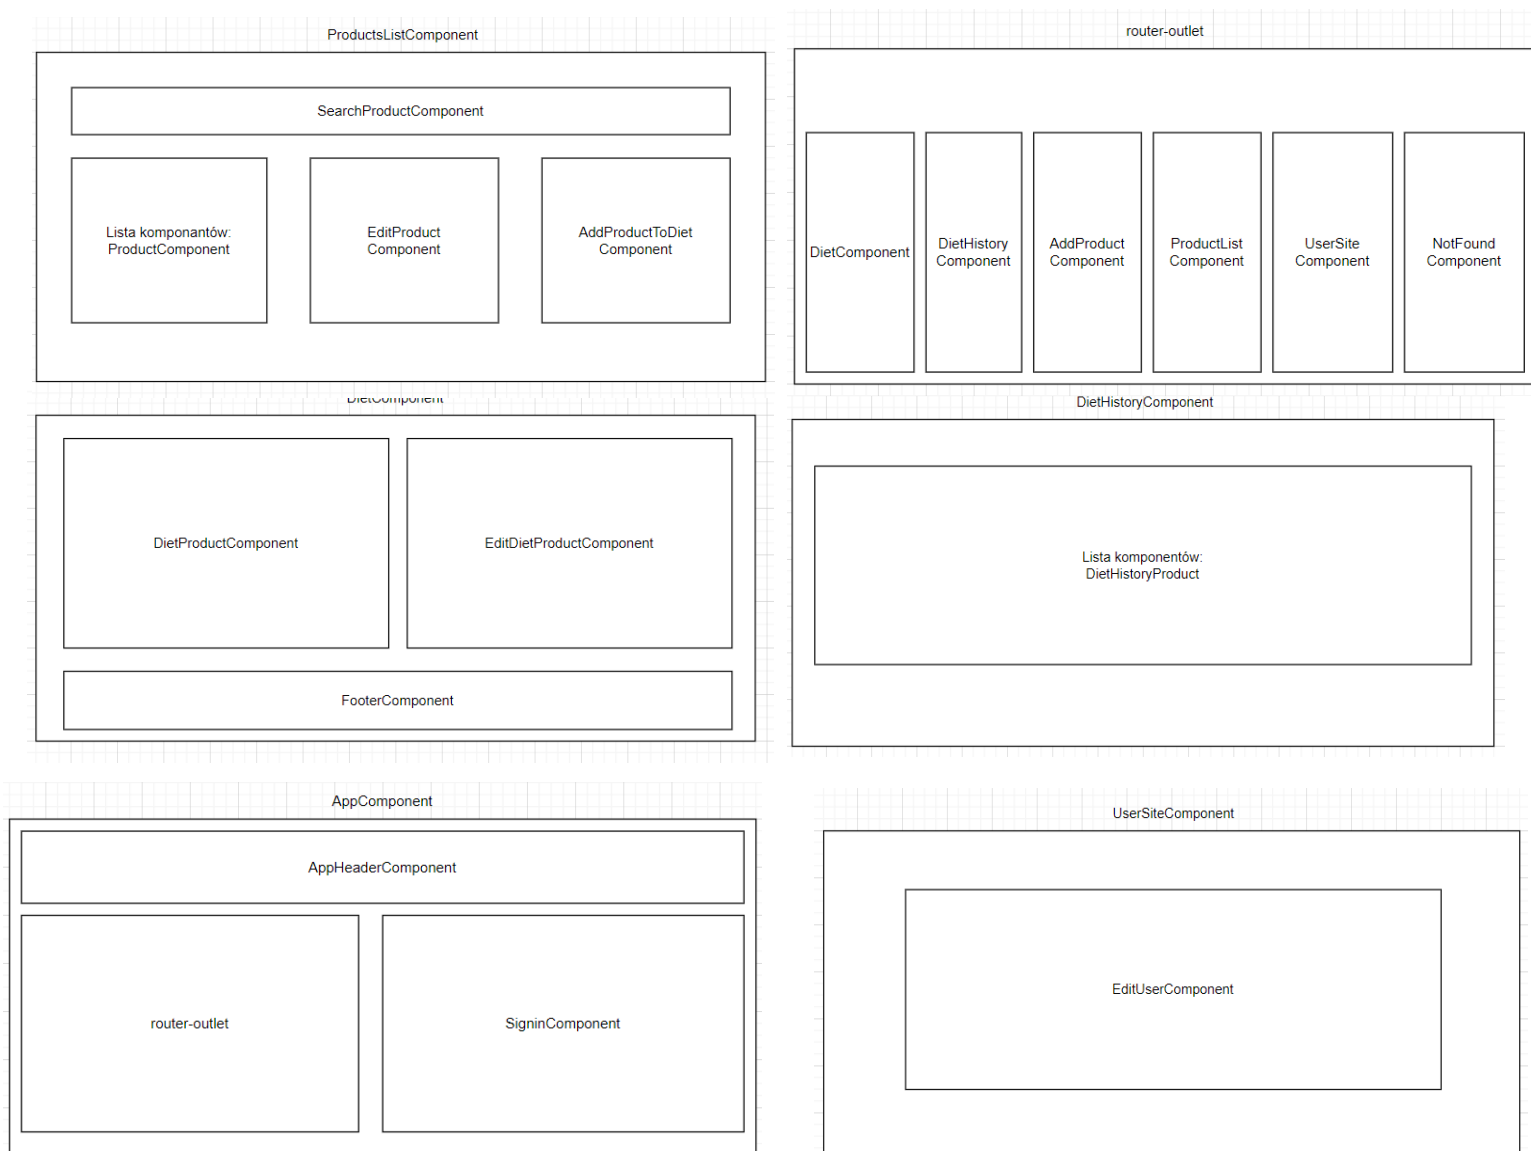 ProductsListComponent
SearchProductComponent
Lista komponantów:
ProductComponent
EditProduct
Component
AddProductToDiet
Component
router-outlet
DietComponent
DietHistory
Component
AddProduct
Component
ProductList
Component
UserSite
Component
NotFound
Component
DietComponent
DietProductComponent
EditDietProductComponent
FooterComponent
DietHistoryComponent
Lista komponentów:
DietHistoryProduct
AppComponent
AppHeaderComponent
router-outlet
SigninComponent
UserSiteComponent
EditUserComponent